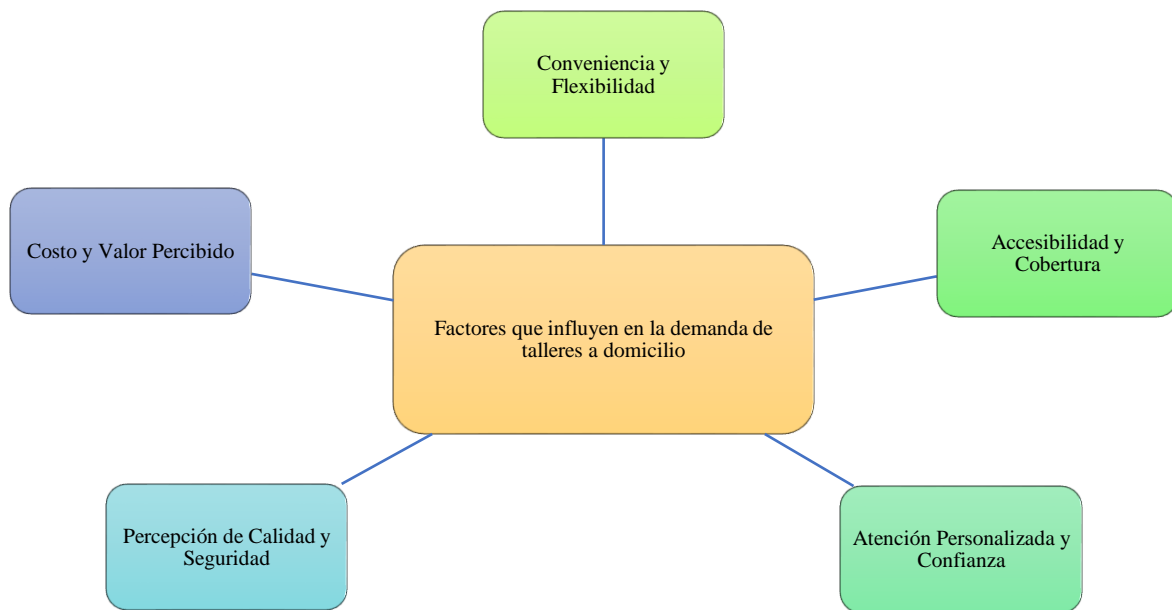 Conveniencia y
Flexibilidad
Costo y Valor Percibido
Accesibilidad y
Cobertura
Factores que influyen en la demanda de
talleres a domicilio
Percepción de Calidad y
Seguridad
Atención Personalizada y
Confianza